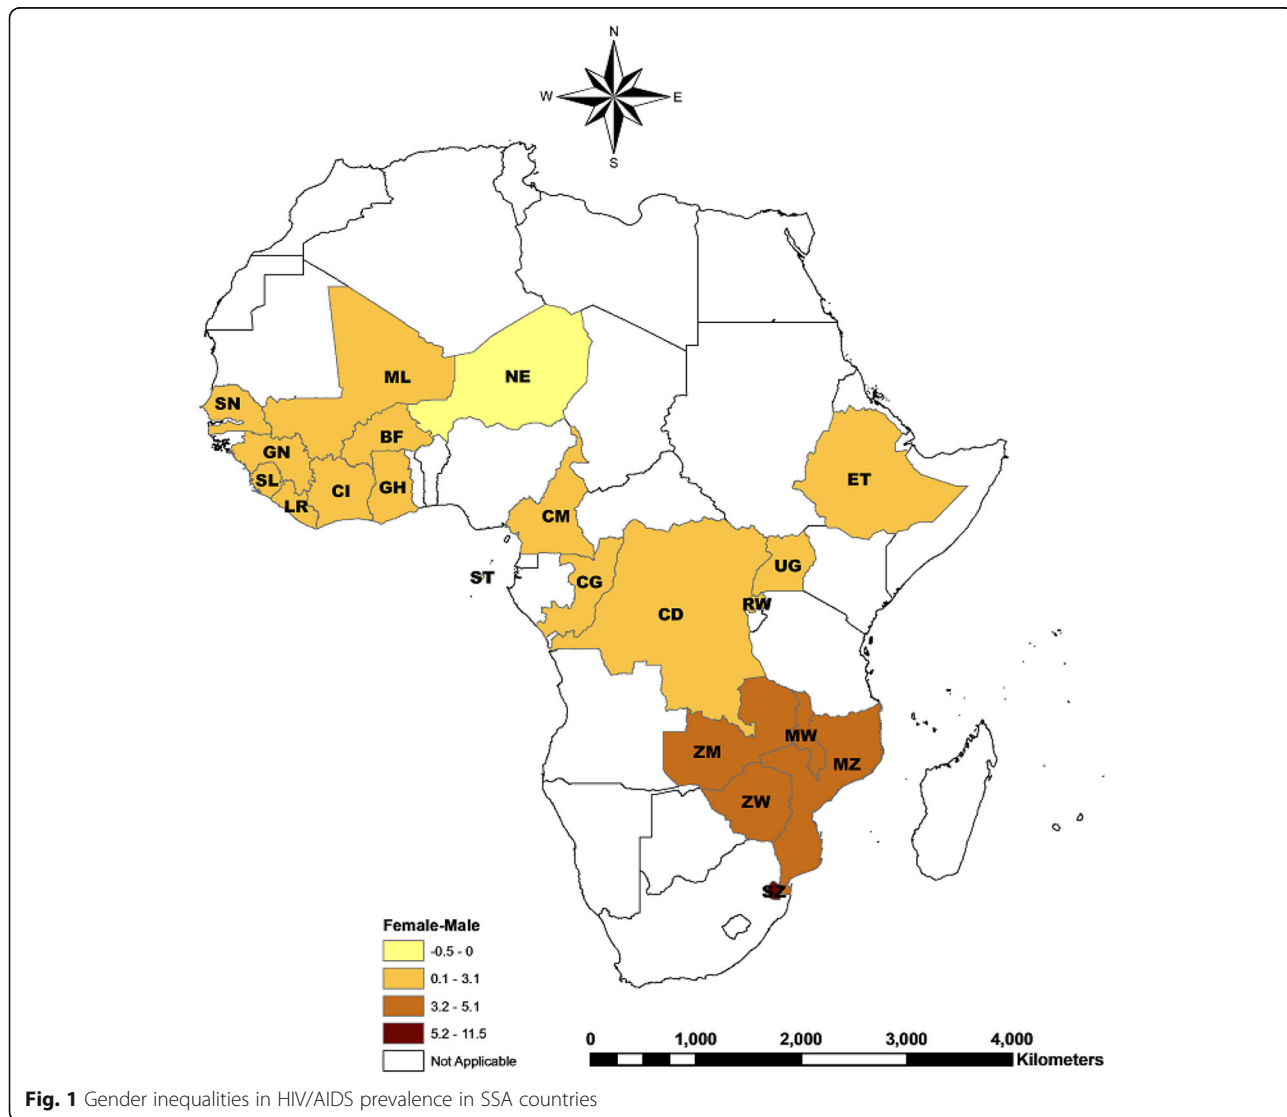 N
W E
S
ML
NE
SN
BF
GN
SL
CI
GH
LR
ET
CM
UG
ST
CG
RW
CD
MW
ZM
MZ
ZW
SZ
Female-Male
-0.5 - 0
0.1 - 3.1
3.2 - 5.1
5.2 - 11.5
Not Applicable
0 1,000 2,000 3,000 4,000
Kilometers
Fig. 1 Gender inequalities in HIV/AIDS prevalence in SSA countries